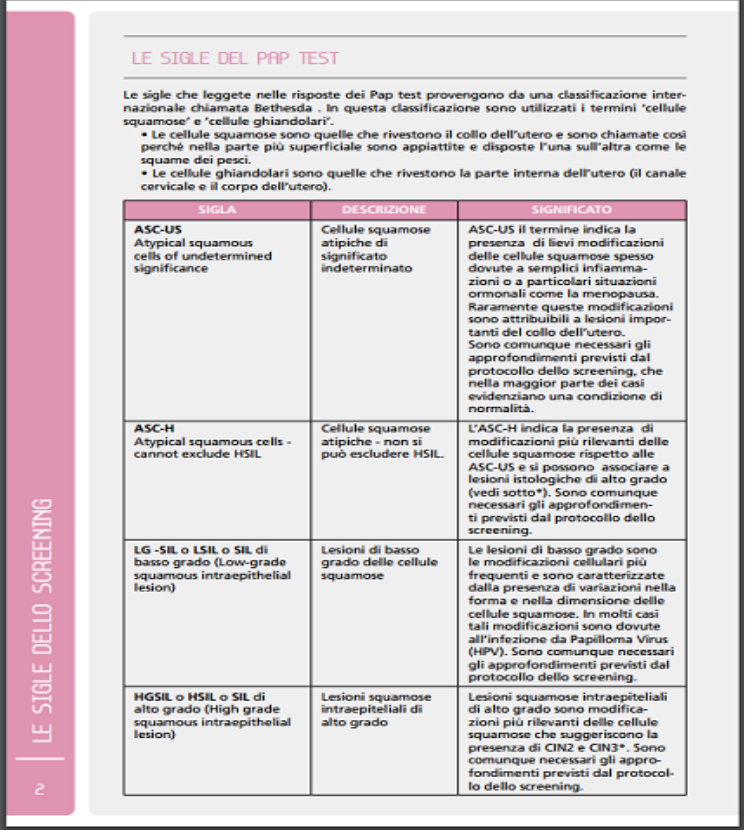 LE SIGLE DEL PAP TEST
Le sigle che leggete nelle risposte dei Pap test provengono da una classificazione inter-
nazionale chiamata Bethesda . In questa classificazione sono utilizzati i termini 'cellule
squamose' e 'cellule ghiandolari'.
• Le cellule squamose sono quelle che rivestono il collo dell'utero e sono chiamate così
perché nella parte più superficiale sono appiattite e disposte l'una sull'altra come le
squame dei pesci.
• Le cellule ghiandolari sono quelle che rivestono la parte interna dell'utero (il canale
cervicale e il corpo dell'utero).
SIGLA DESCRIZIONE SIGNIFICATO
ASC-US
Atypical squamous
cells of undetermined
significance
Cellule squamose
atipiche di
significato
indeterminato
ASC-US il termine indica la
presenza di lievi modificazioni
delle cellule squamose spesso
dovute a semplici infiamma-
zioni o a particolari situazioni
ormonali come la menopausa.
Raramente queste modificazioni
sono attribuibili a lesioni impor-
tanti del collo dell'utero.
Sono comunque necessari gli
approfondimenti previsti dal
protocollo dello screening, che
nella maggior parte dei casi
evidenziano una condizione di
normalità.
ASC-H
Atypical squamous cells -
cannot exclude HSIL
Cellule squamose
atipiche - non si
può escludere HSIL.
L'ASC-H indica la presenza di
modificazioni più rilevanti delle
cellule squamose rispetto alle
ASC-US e si possono associare a
lesioni istologiche di alto grado
(vedi sotto*). Sono comunque
necessari gli approfondimen-
ti previsti dal protocollo dello
screening.
LG -SIL o LSIL o SIL di
basso grado (Low-grade
squamous intraepithelial
lesion)
Lesioni di basso
grado delle cellule
squamose
Le lesioni di basso grado sono
le modificazioni cellulari più
frequenti e sono caratterizzate
dalla presenza di variazioni nella
forma e nella dimensione delle
cellule squamose. In molti casi
tali modificazioni sono dovute
all'infezione da Papilloma Virus
(HPV). Sono comunque necessari
gli approfondimenti previsti dal
protocollo dello screening.
HGSIL o HSIL o SIL di
alto grado (High grade
squamous intraepithelial
lesion)
Lesioni squamose
intraepiteliali di
alto grado
Lesioni squamose intraepiteliali
di alto grado sono modifica-
zioni più rilevanti delle cellule
squamose che suggeriscono la
presenza di CIN2 e CIN3*. Sono
comunque necessari gli appro-
fondimenti previsti dal protocol-
lo dello screening.
LE SIGLE DELLO SCREENING
2